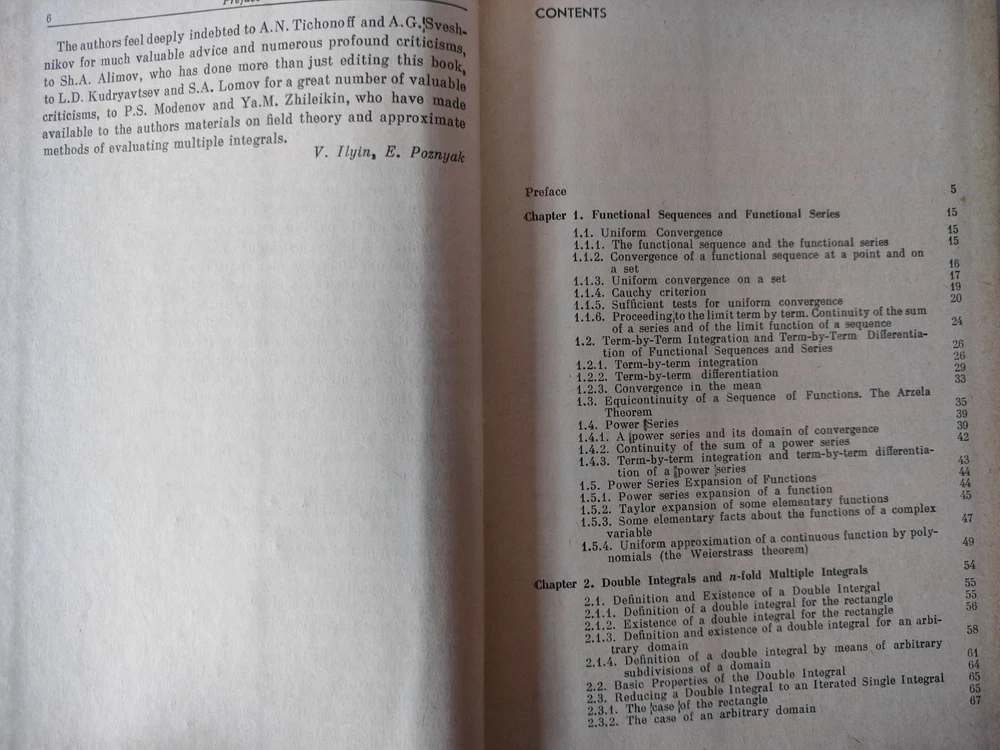 6
Preface
The authors feel deeply indebted to A.N. Tichonoff and A.G. Svesh-
nikov for much valuable advice and numerous profound criticisms,
to Sh.A. Alimov, who has done more than just editing this book,
to L.D. Kudryavtsev and S.A. Lomov for a great number of valuable
criticisms, to P.S. Modenov and Ya.M. Zhileikin, who have made
available to the authors materials on field theory and approximate
methods of evaluating multiple integrals.
V. Ilyin, E. Poznyak
CONTENTS
Preface 5
Chapter 1. Functional Sequences and Functional Series 15
1.1. Uniform Convergence 15
1.1.1. The functional sequence and the functional series 15
1.1.2. Convergence of a functional sequence at a point and on
a set 16
1.1.3. Uniform convergence on a set 17
1.1.4. Cauchy criterion 19
1.1.5. Sufficient tests for uniform convergence 20
1.1.6. Proceeding to the limit term by term. Continuity of the sum
of a series and of the limit function of a sequence 24
1.2. Term-by-Term Integration and Term-by-Term Differentia-
tion of Functional Sequences and Series 26
1.2.1. Term-by-term integration 26
1.2.2. Term-by-term differentiation 29
1.2.3. Convergence in the mean 33
1.3. Equicontinuity of a Sequence of Functions. The Arzela
Theorem 35
1.4. Power Series 39
1.4.1. A power series and its domain of convergence 39
1.4.2. Continuity of the sum of a power series 42
1.4.3. Term-by-term integration and term-by-term differentia-
tion of a power series 43
1.5. Power Series Expansion of Functions 44
1.5.1. Power series expansion of a function 44
1.5.2. Taylor expansion of some elementary functions 45
1.5.3. Some elementary facts about the functions of a complex
variable 47
1.5.4. Uniform approximation of a continuous function by poly-
nomials (the Weierstrass theorem) 49
Chapter 2. Double Integrals and n-fold Multiple Integrals 54
2.1. Definition and Existence of a Double Intergal 55
2.1.1. Definition of a double integral for the rectangle 55
2.1.2. Existence of a double integral for the rectangle 56
2.1.3. Definition and existence of a double integral for an arbi-
trary domain 58
2.1.4. Definition of a double integral by means of arbitrary
subdivisions of a domain 61
2.2. Basic Properties of the Double Integral 64
2.3. Reducing a Double Integral to an Iterated Single Integral 65
2.3.1. The case of the rectangle 65
2.3.2. The case of an arbitrary domain 67